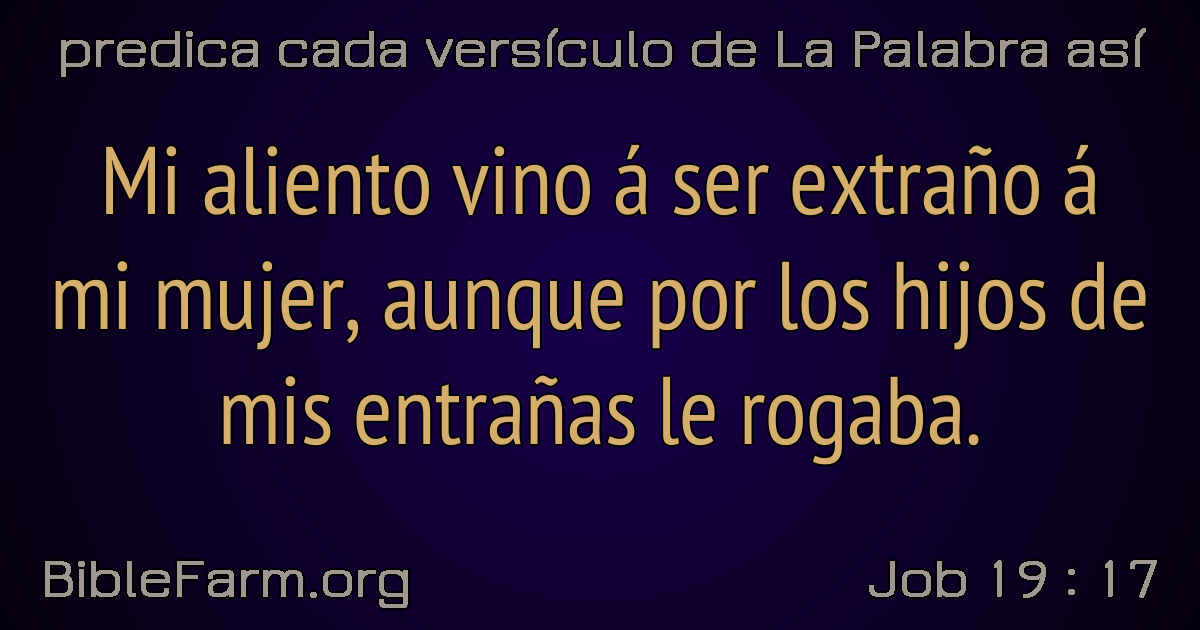 predica cada versículo de La Palabra así
Mi aliento vino á ser extraño á
mi mujer, aunque por los hijos de
mis entrañas le rogaba.
BibleFarm.org
Job 19 : 17